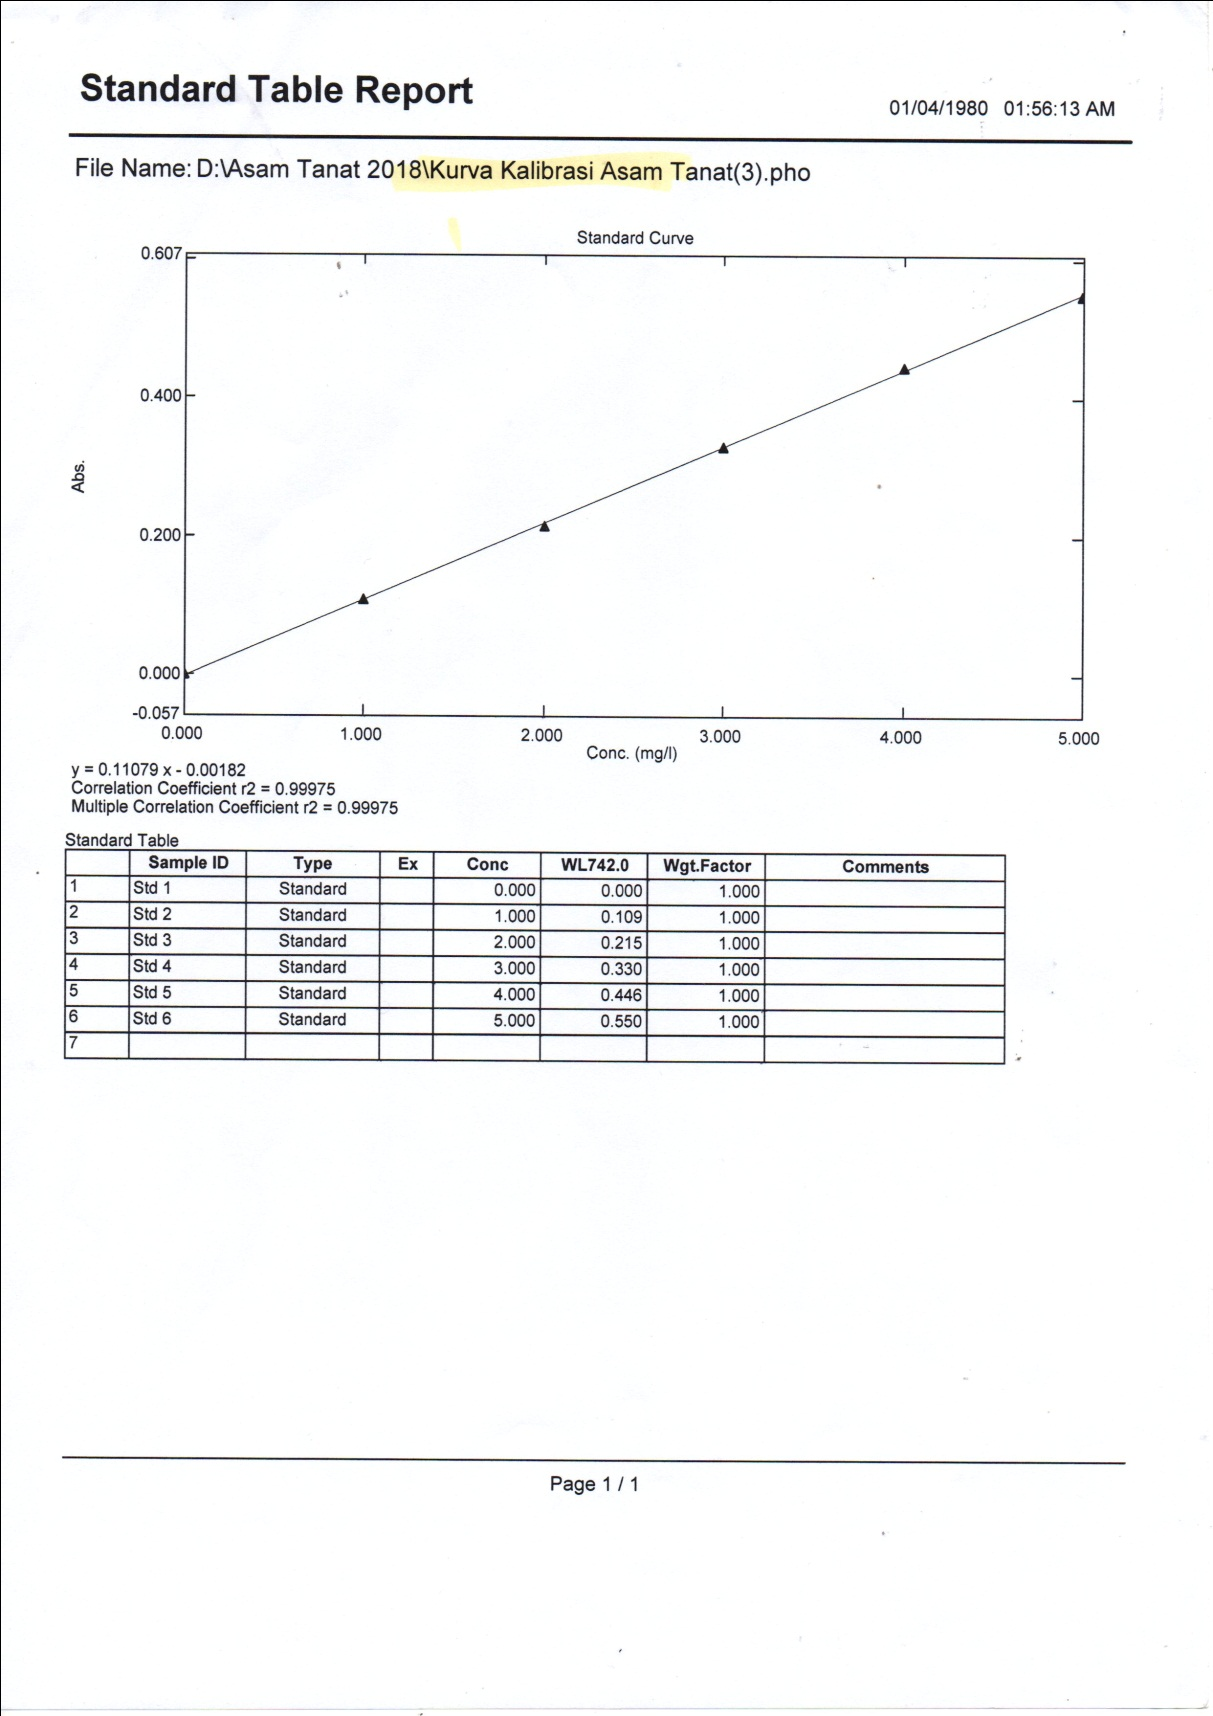 Standard Table Report
01/04/1980 01:56:13 AM
File Name: D:\Asam Tanat 2018\Kurva Kalibrasi Asam Tanat(3).pho
Standard Curve
0.607
0.400
Abs.
0.200
0.000
-0.057
0.000 1.000 2.000 3.000 4.000 5.000
Conc. (mg/l)
y = 0.11079 x - 0.00182
Correlation Coefficient r2 = 0.99975
Multiple Correlation Coefficient r2 = 0.99975
Standard Table
Sample ID Type Ex Conc WL742.0 Wgt.Factor Comments
1 Std 1 Standard 0.000 0.000 1.000
2 Std 2 Standard 1.000 0.109 1.000
3 Std 3 Standard 2.000 0.215 1.000
4 Std 4 Standard 3.000 0.330 1.000
5 Std 5 Standard 4.000 0.446 1.000
6 Std 6 Standard 5.000 0.550 1.000
7
Page 1 / 1